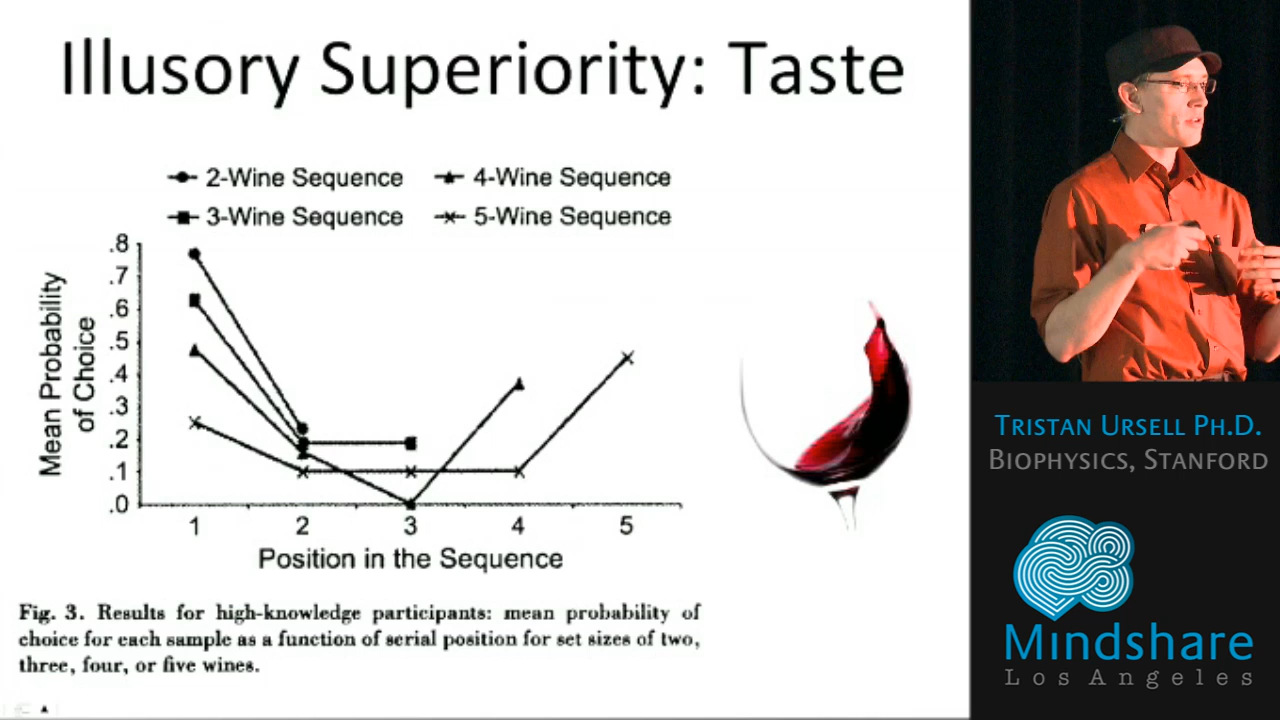 Illusory Superiority: Taste
2-Wine Sequence
4-Wine Sequence
3-Wine Sequence
5-Wine Sequence
.8
.7
.6
.5
.4
.3
.2
.1
.0
Mean Probability
of Choice
1 2 3 4 5
Position in the Sequence
Fig. 3. Results for high-knowledge participants: mean probability of
choice for each sample as a function of serial position for set sizes of two,
three, four, or five wines.
TRISTAN URSELL PH.D.
BIOPHYSICS, STANFORD
Mindshare
Los Angeles